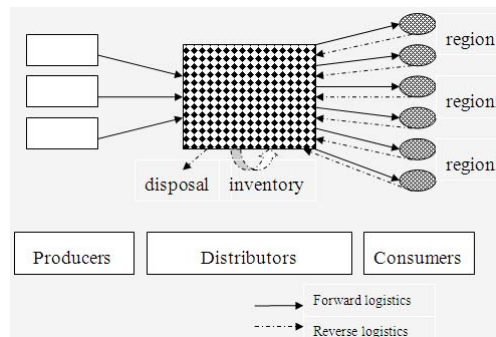 region
region
region
disposal
inventory
Producers
Distributors
Consumers
Forward logistics
Reverse logistics